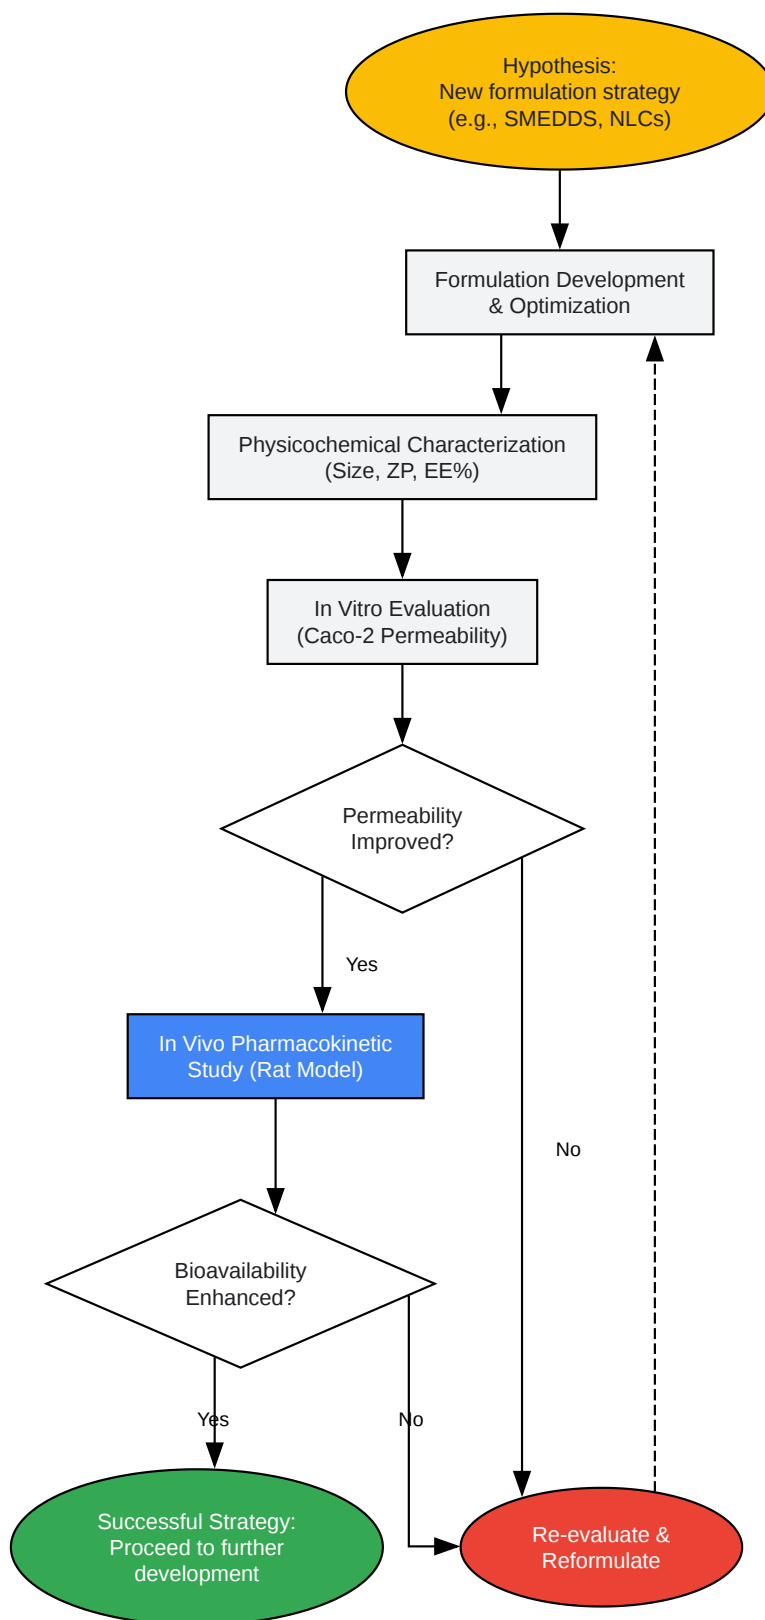 Hypothesis:
New formulation strategy
(e.g., SMEDDS, NLCs)
Formulation Development
& Optimization
Physicochemical Characterization
(Size, ZP, EE%)
In Vitro Evaluation
(Caco-2 Permeability)
Permeability
Improved?
Yes
In Vivo Pharmacokinetic
Study (Rat Model)
No
Bioavailability
Enhanced?
Yes
No
Successful Strategy:
Proceed to further
development
Re-evaluate &
Reformulate